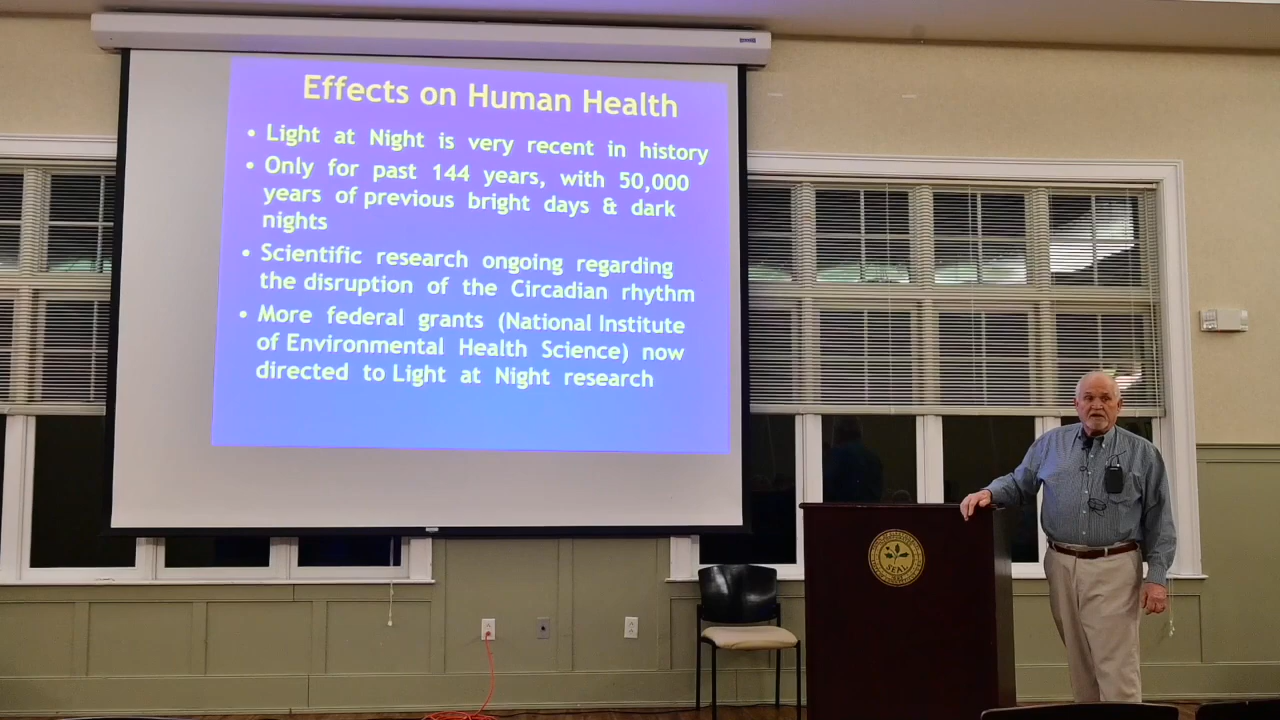 Effects on Human Health
• Light at Night is very recent in history
• Only for past 144 years, with 50,000
years of previous bright days & dark
nights
• Scientific research ongoing regarding
the disruption of the Circadian rhythm
• More federal grants (National Institute
of Environmental Health Science) now
directed to Light at Night research
SEAL